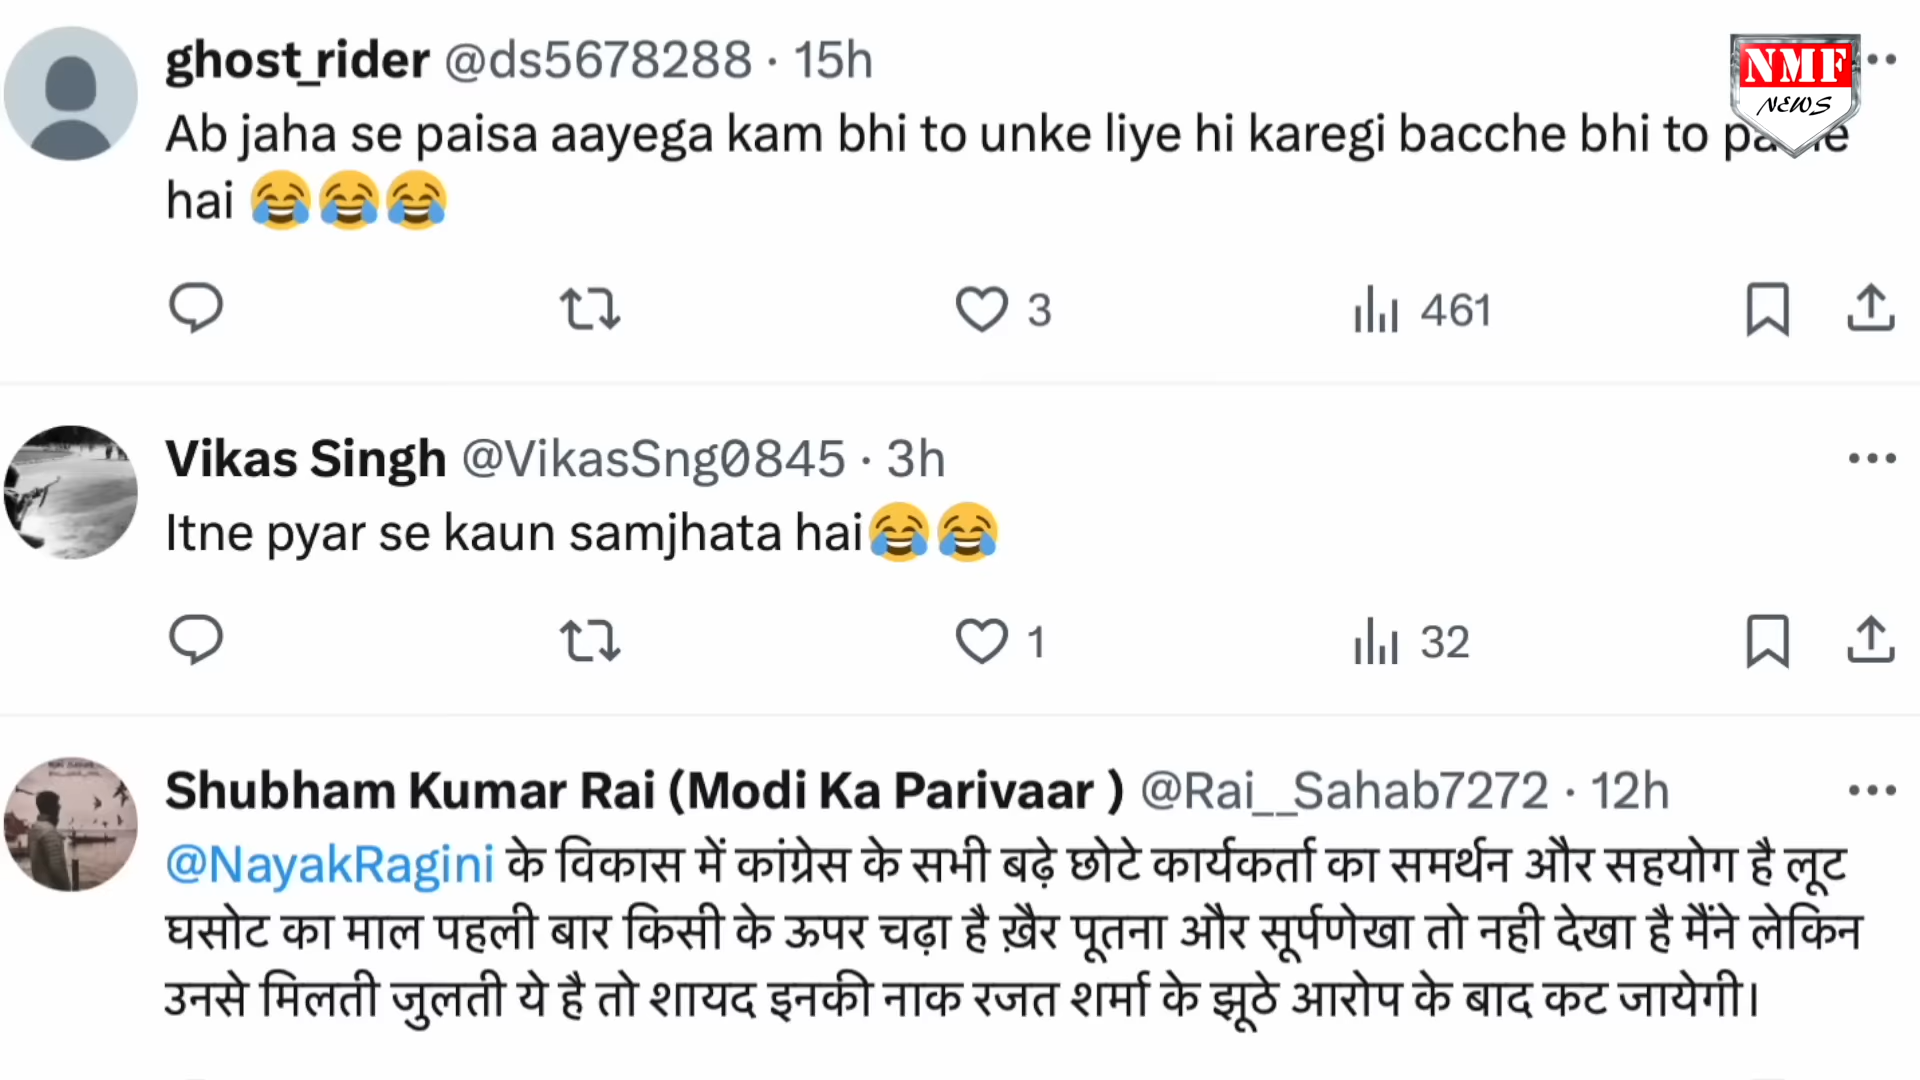 ghost_rider @ds5678288 · 15h
NMF
NEWS
Ab jaha se paisa aayega kam bhi to unke liye hi karegi bacche bhi to
hai 😂😂😂
3
461
Vikas Singh @VikasSng0845 · 3h
Itne pyar se kaun samjhata hai😂😂
1
32
Shubham Kumar Rai (Modi Ka Parivaar ) @Rai__Sahab7272 · 12h
@NayakRagini के विकास में कांग्रेस के सभी बढ़े छोटे कार्यकर्ता का समर्थन और सहयोग है लूट
घसोट का माल पहली बार किसी के ऊपर चढ़ा है ख़ैर पूतना और सूर्पणेखा तो नही देखा है मैंने लेकिन
उनसे मिलती जुलती ये है तो शायद इनकी नाक रजत शर्मा के झूठे आरोप के बाद कट जायेगी।